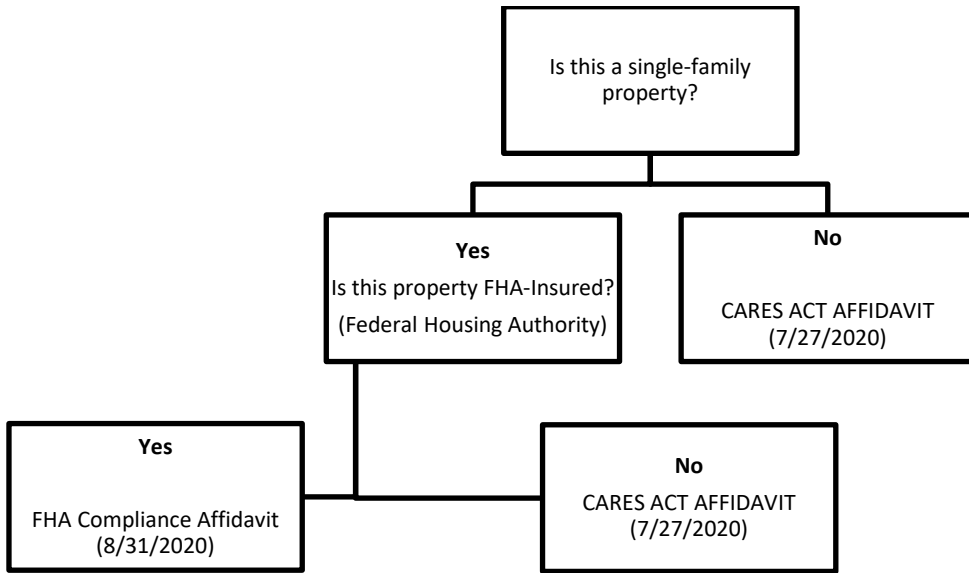 Is this a single-family
property?
Yes
Is this property FHA-Insured?
(Federal Housing Authority)
No
CARES ACT AFFIDAVIT
(7/27/2020)
Yes
FHA Compliance Affidavit
(8/31/2020)
No
CARES ACT AFFIDAVIT
(7/27/2020)